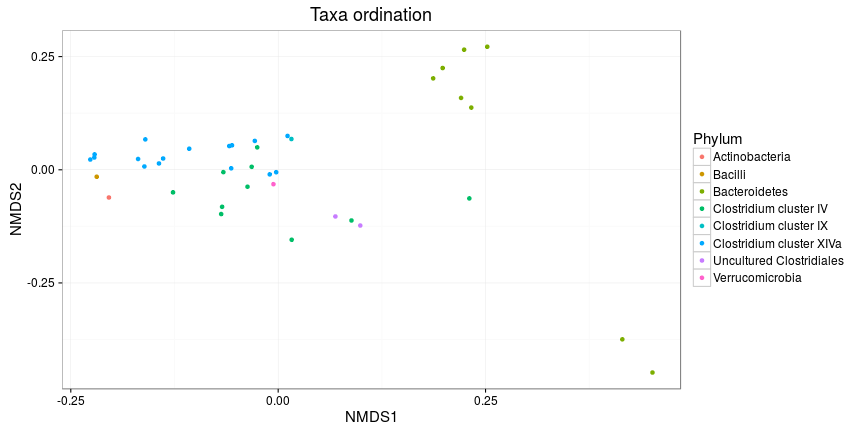 Taxa ordination
0.25
0.00
-0.25
NMDS2
-0.25
0.00
0.25
NMDS1
Phylum
Actinobacteria
Bacilli
Bacteroidetes
Clostridium cluster IV
Clostridium cluster IX
Clostridium cluster XIVa
Uncultured Clostridiales
Verrucomicrobia